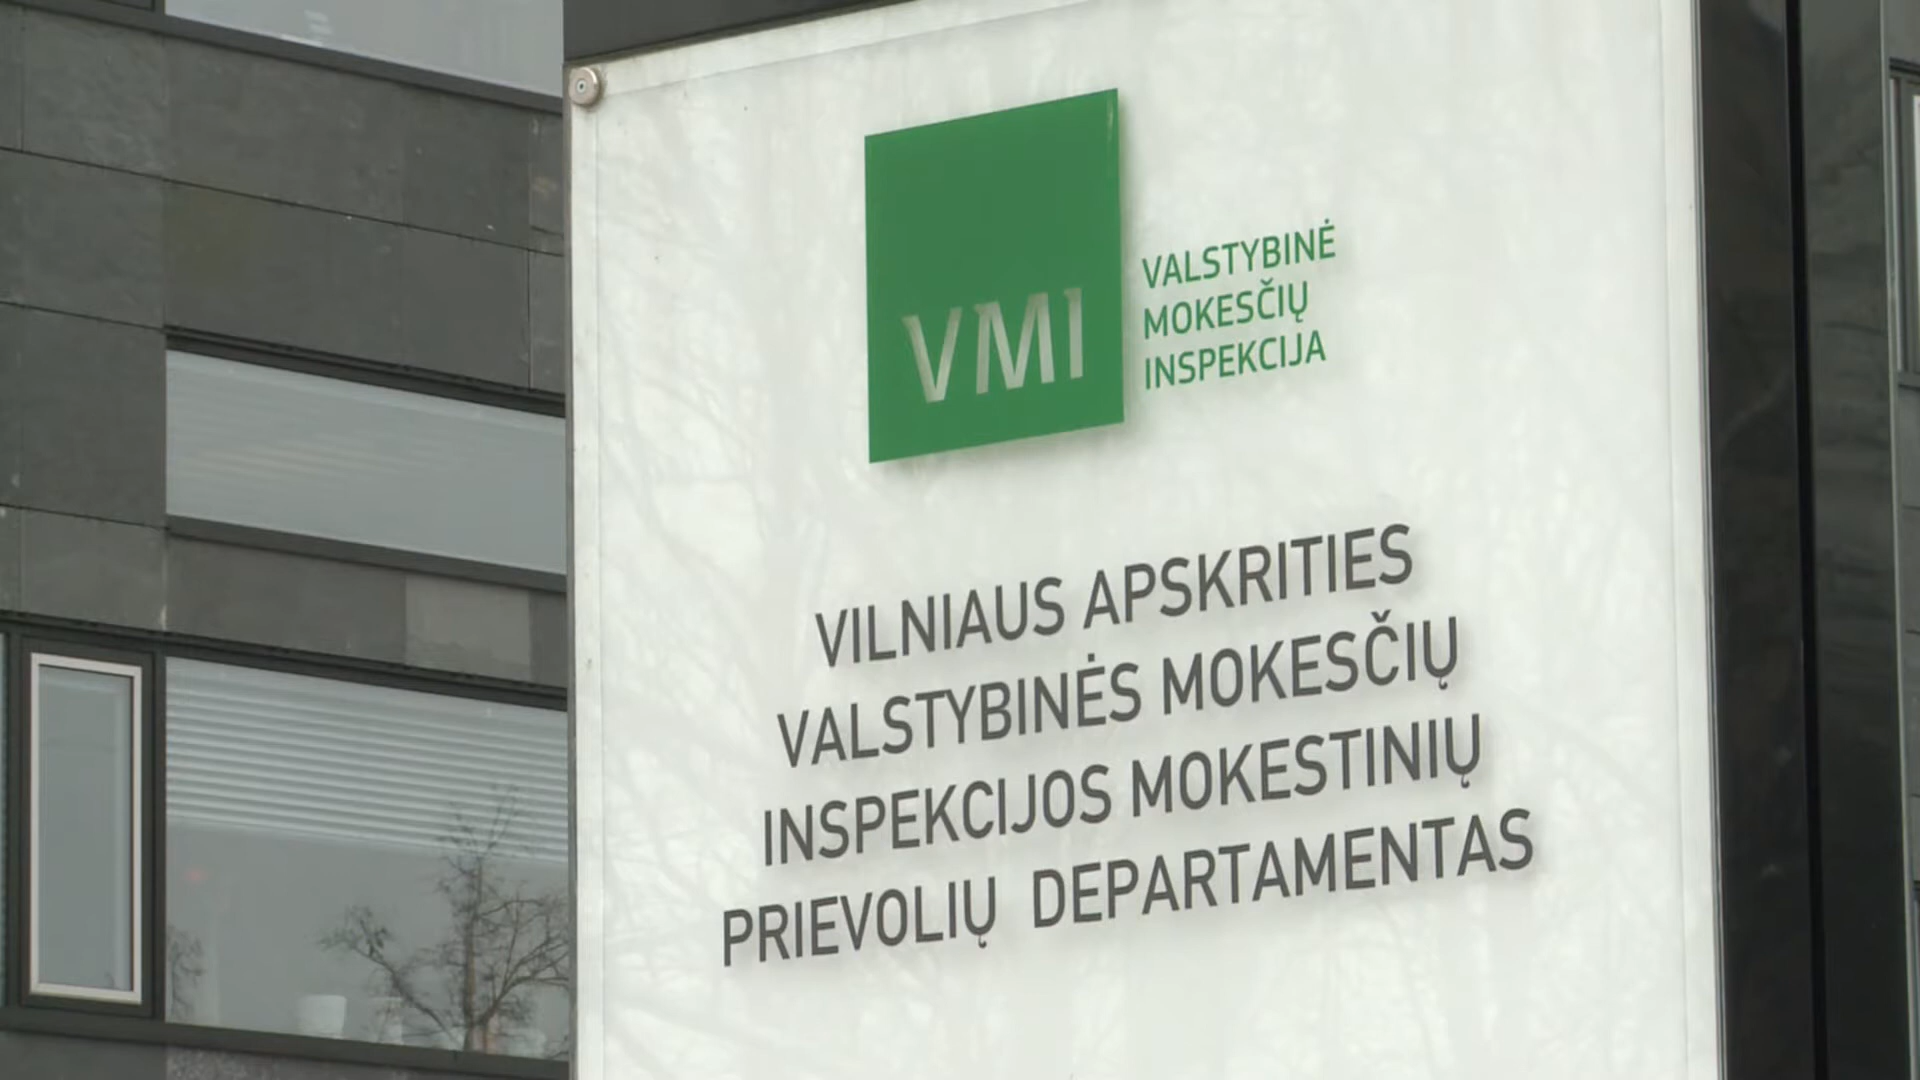 VMI
VALSTYBINĖ
MOKESČIŲ
INSPEKCIJA
VILNIAUS APSKRITIES
VALSTYBINĖS MOKESČIŲ
INSPEKCIJOS MOKESTINIŲ
PRIEVOLIŲ DEPARTAMENTAS